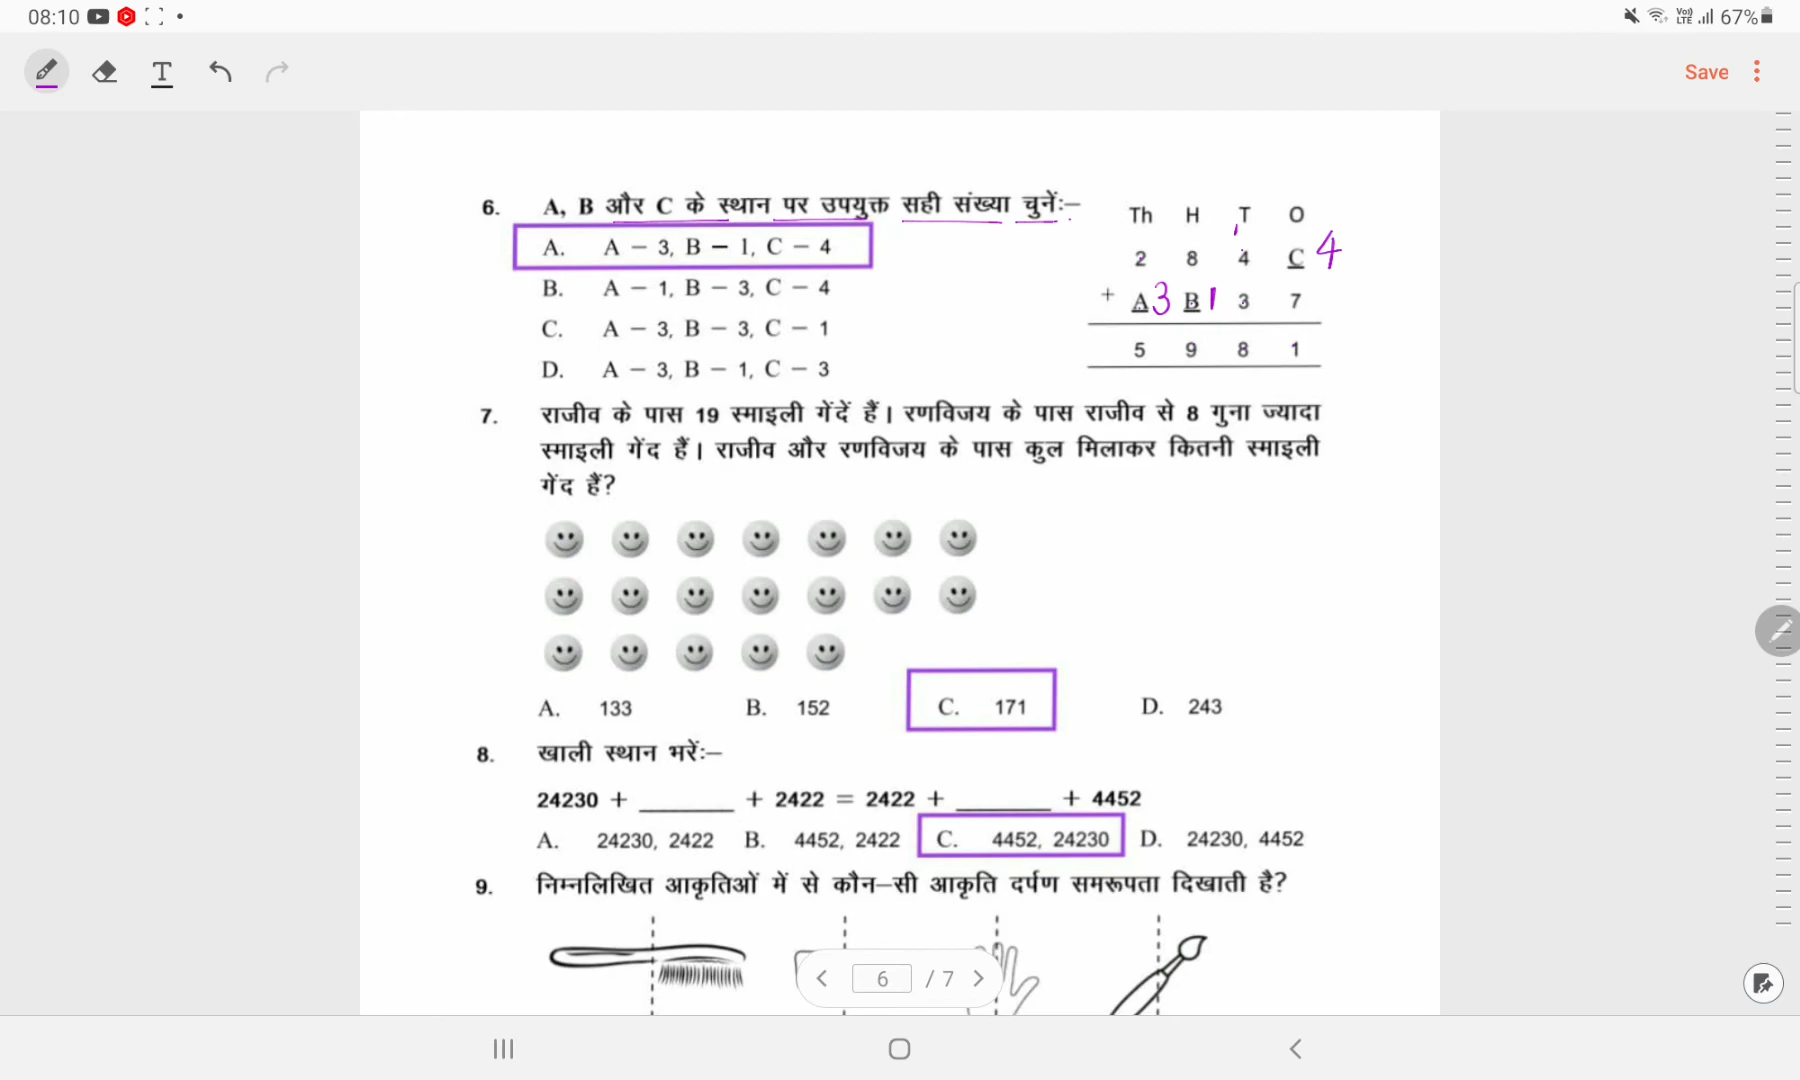 08:10 67%
Save
6. A, B और C के स्थान पर उपयुक्त सही संख्या चुनेंः–
A. A – 3, B – 1, C – 4
B. A – 1, B – 3, C – 4
C. A – 3, B – 3, C – 1
D. A – 3, B – 1, C – 3
Th H T O
2 8 4 C 4
+ A 3 B 1 3 7
5 9 8 1
7. राजीव के पास 19 स्माइली गेंदें हैं। रणविजय के पास राजीव से 8 गुना ज्यादा
स्माइली गेंद हैं। राजीव और रणविजय के पास कुल मिलाकर कितनी स्माइली
गेंद हैं?
A. 133 B. 152 C. 171 D. 243
8. खाली स्थान भरेंः–
24230 + ________ + 2422 = 2422 + ________ + 4452
A. 24230, 2422 B. 4452, 2422 C. 4452, 24230 D. 24230, 4452
9. निम्नलिखित आकृतिओं में से कौन–सी आकृति दर्पण समरूपता दिखाती है?
6 / 7